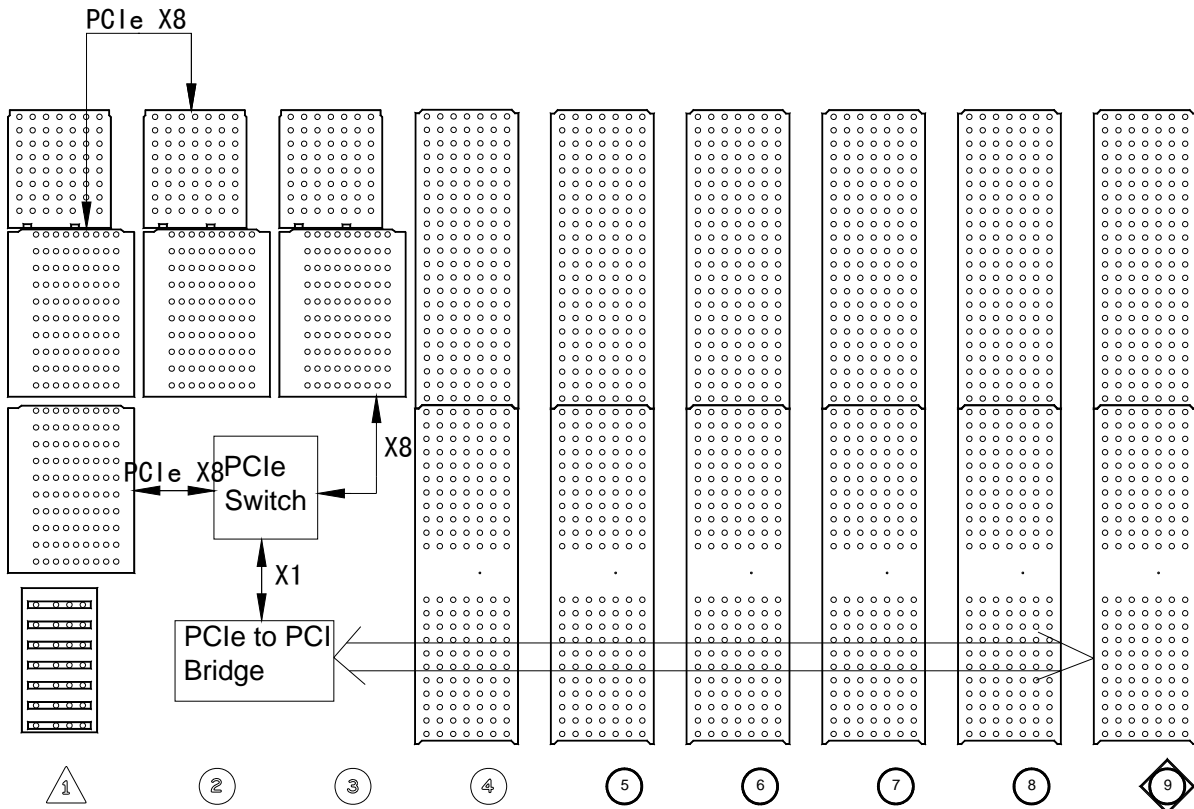 PCIe X8
PCIe X8
PCIe
Switch
X8
X1
PCIe to PCI
Bridge
1
2
3
4
5
6
7
8
9